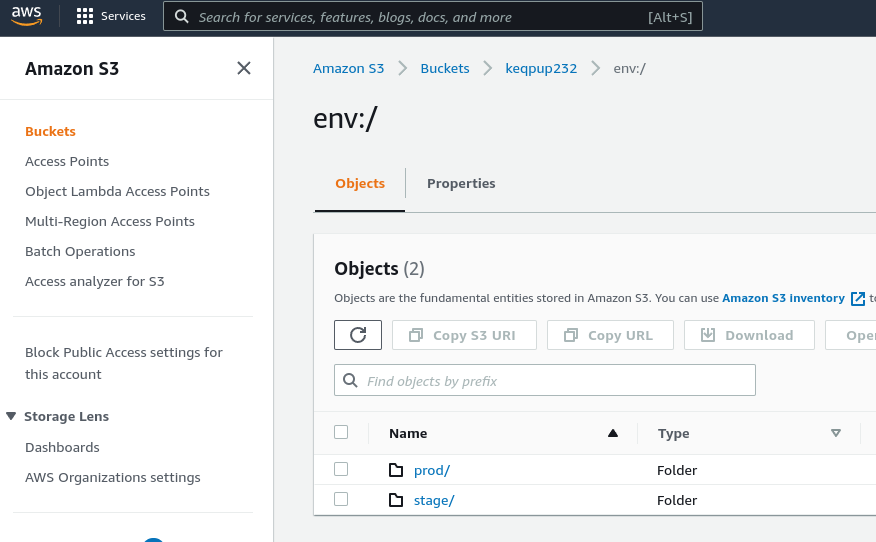 aws
Services
Search for services, features, blogs, docs, and more
[Alt+S]
Amazon S3
Buckets
Access Points
Object Lambda Access Points
Multi-Region Access Points
Batch Operations
Access analyzer for S3
Block Public Access settings for
this account
Storage Lens
Dashboards
AWS Organizations settings
Amazon S3 Buckets keqpup232 env:/
env:/
Objects Properties
Objects (2)
Objects are the fundamental entities stored in Amazon S3. You can use Amazon S3 inventory
Copy S3 URI Copy URL Download
Find objects by prefix
Name Type
prod/ Folder
stage/ Folder